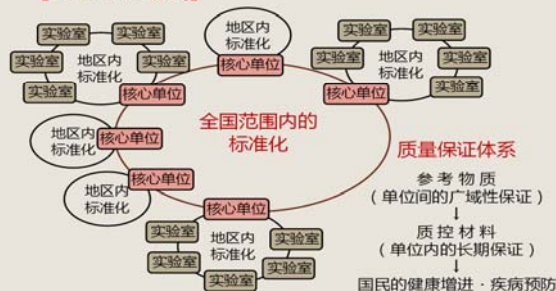 地区内
标准化
实验室
实验室
实验室
地区内
标准化
实验室
实验室
核心单位
核心单位
实验室
实验室
实验室
地区内
标准化
实验室
实验室
核心单位
全国范围内的
标准化
地区内
标准化
核心单位
地区内
标准化
核心单位
核心单位
实验室
地区内
标准化
实验室
实验室
实验室
实验室
质量保证体系
参考物质
（单位间的广域性保证）
↓
质控材料
（单位内的长期保证）
↓
国民的健康增进·疾病预防